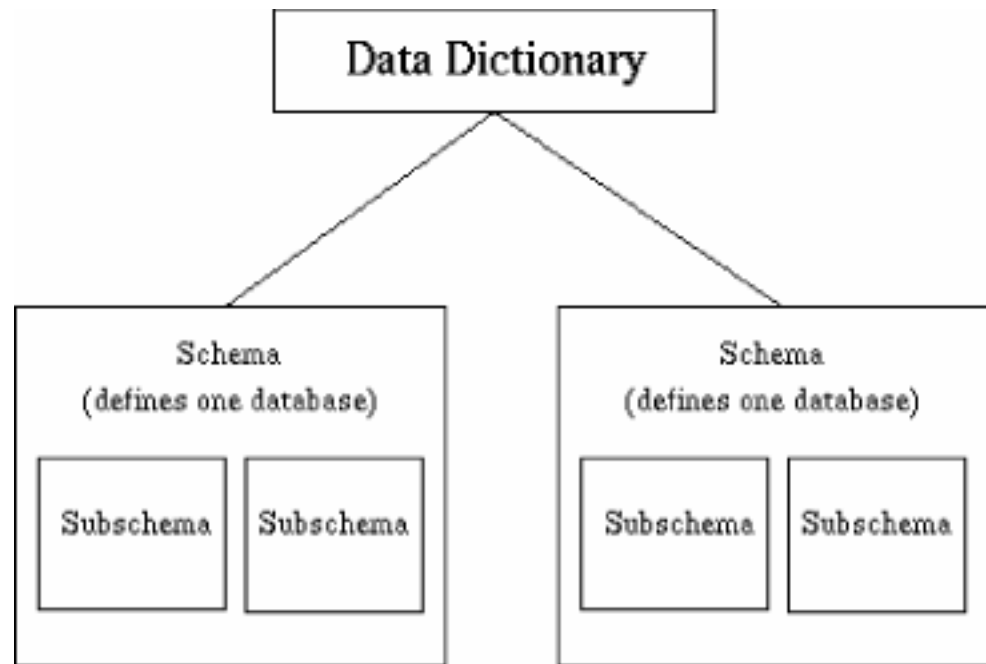 Data Dictionary
Schema
(defines one database)
Subschema
Subschema
Schema
(defines one database)
Subschema
Subschema